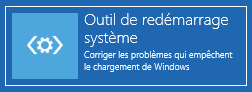 Outil de redémarrage
système
Corriger les problèmes qui empêchent
le chargement de Windows